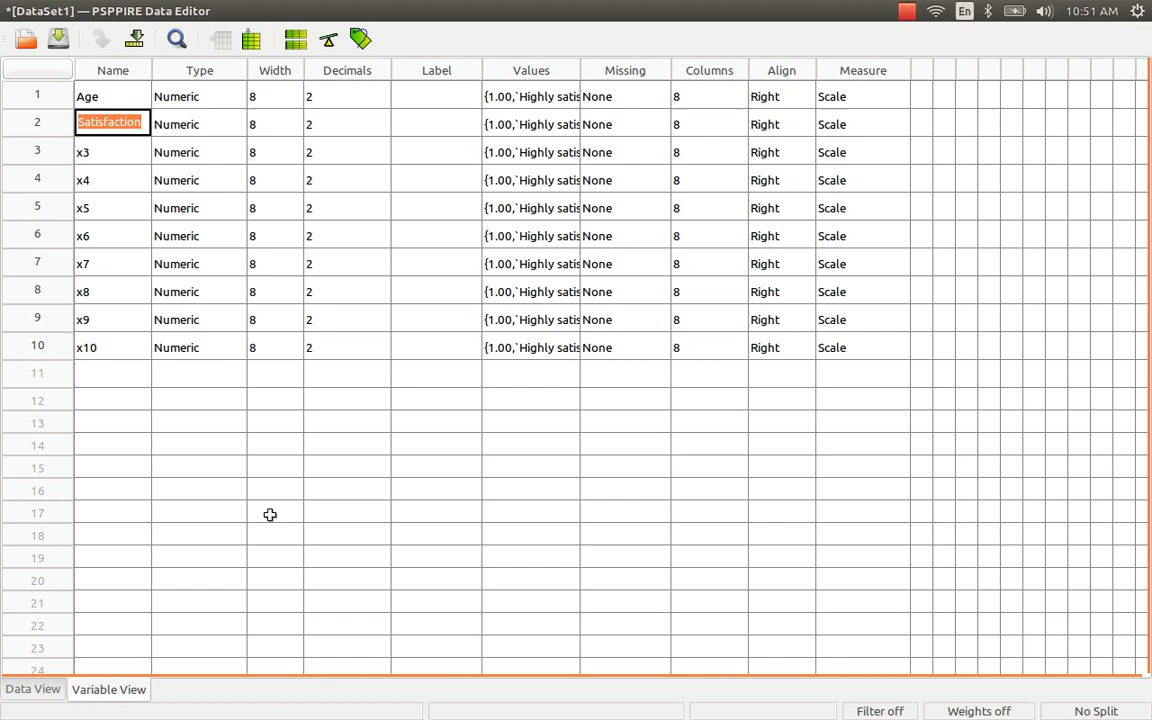 *[DataSet1] — PSPPIRE Data Editor En 10:51 AM
Name Type Width Decimals Label Values Missing Columns Align Measure
1 Age Numeric 8 2 {1.00,`Highly satis None 8 Right Scale
2 Satisfaction Numeric 8 2 {1.00,`Highly satis None 8 Right Scale
3 x3 Numeric 8 2 {1.00,`Highly satis None 8 Right Scale
4 x4 Numeric 8 2 {1.00,`Highly satis None 8 Right Scale
5 x5 Numeric 8 2 {1.00,`Highly satis None 8 Right Scale
6 x6 Numeric 8 2 {1.00,`Highly satis None 8 Right Scale
7 x7 Numeric 8 2 {1.00,`Highly satis None 8 Right Scale
8 x8 Numeric 8 2 {1.00,`Highly satis None 8 Right Scale
9 x9 Numeric 8 2 {1.00,`Highly satis None 8 Right Scale
10 x10 Numeric 8 2 {1.00,`Highly satis None 8 Right Scale
11
12
13
14
15
16
17
18
19
20
21
22
23
24
Data View Variable View
Filter off Weights off No Split